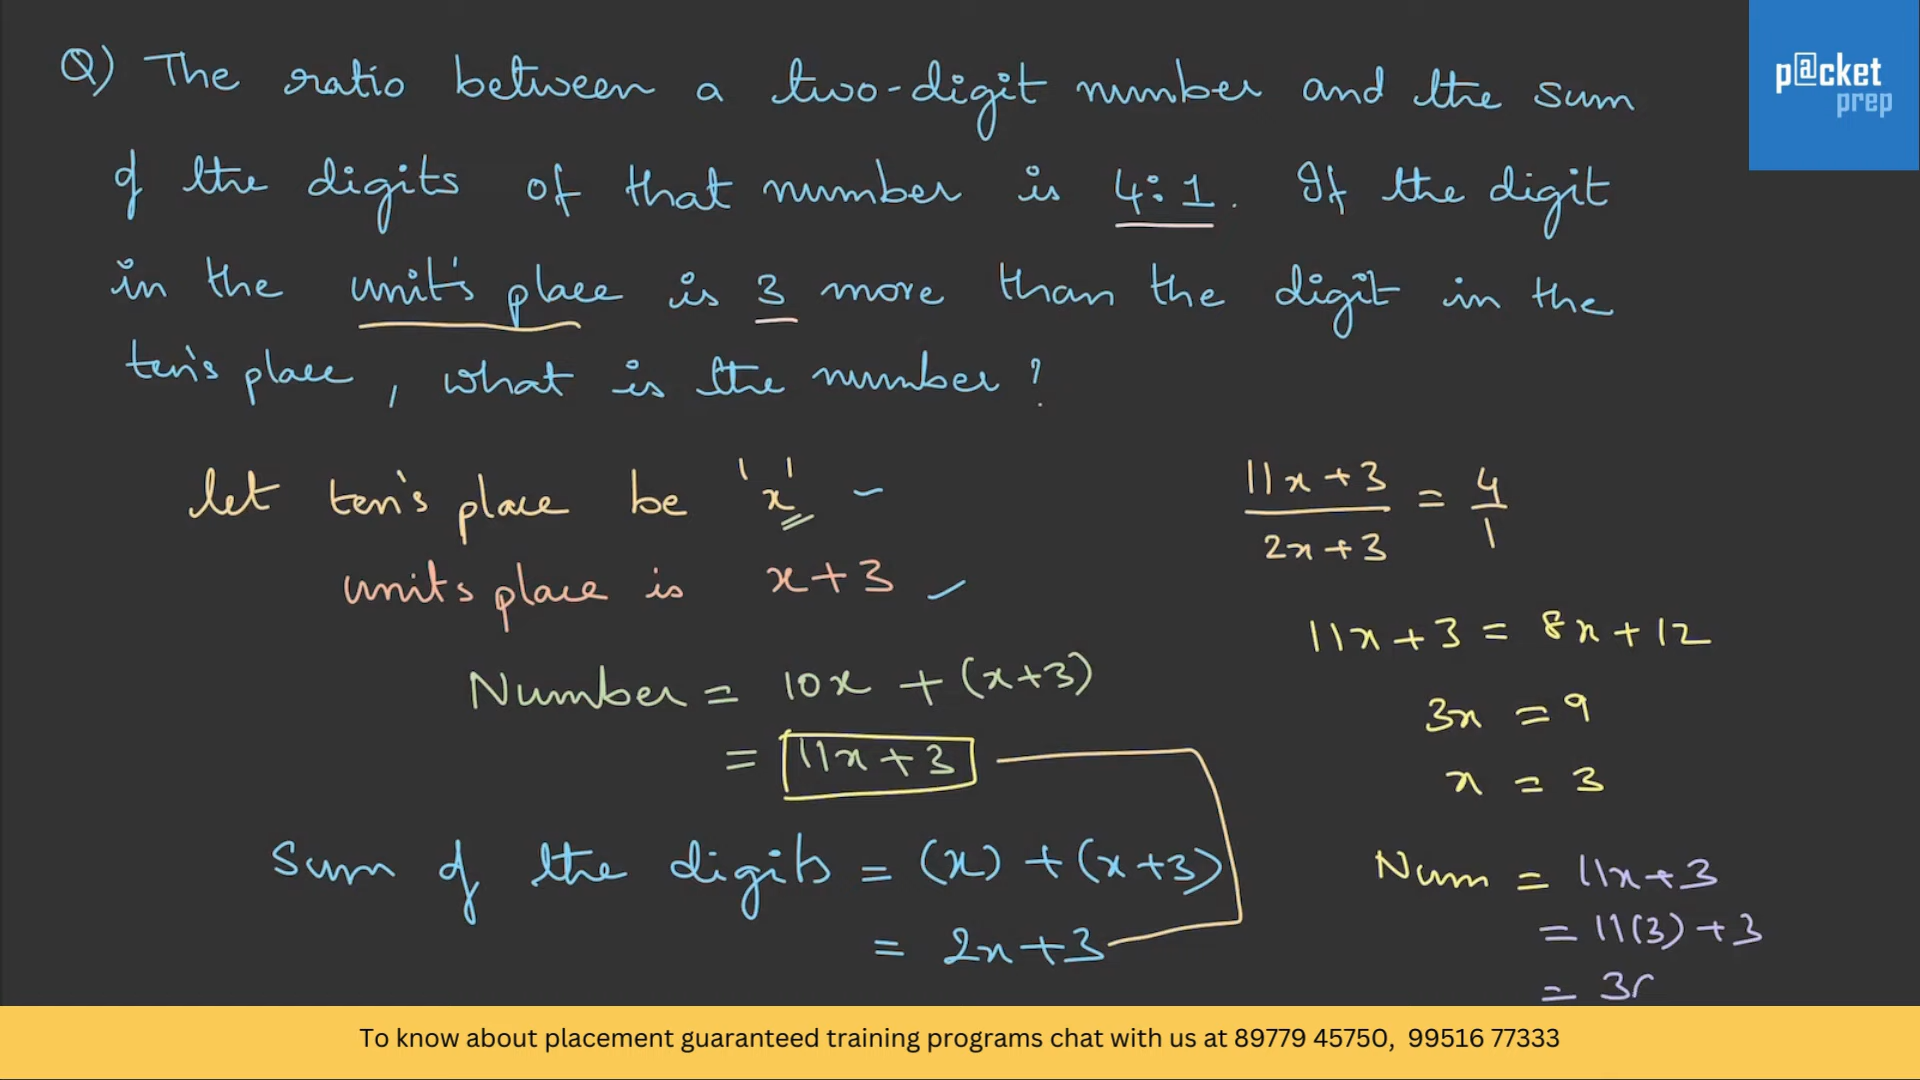 Q) The ratio between a two-digit number and the sum
of the digits of that number is 4:1. If the digit
in the unit's place is 3 more than the digit in the
ten's place, what is the number?
let ten's place be 'x'
units place is x+3
Number = 10x + (x+3)
= 11x+3
Sum of the digits = (x) + (x+3)
= 2x+3
11x+3 / 2x+3 = 4/1
11x+3 = 8x+12
3x = 9
x = 3
Num = 11x+3
= 11(3)+3
= 3
p@cket
prep
To know about placement guaranteed training programs chat with us at 89779 45750, 99516 77333